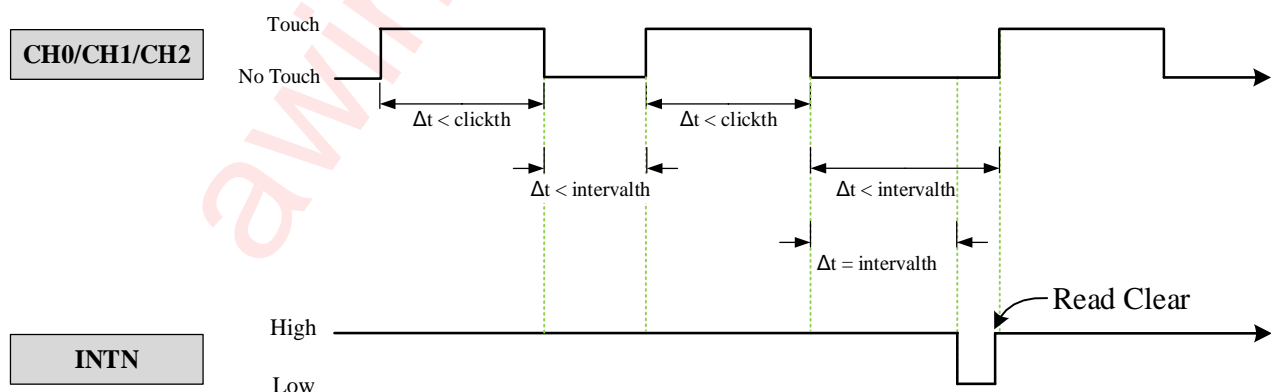 Touch
CH0/CH1/CH2
No Touch
Δt < clickth
Δt < clickth
Δt < intervalth
Δt < intervalth
Δt = intervalth
Read Clear
High
INTN
Low